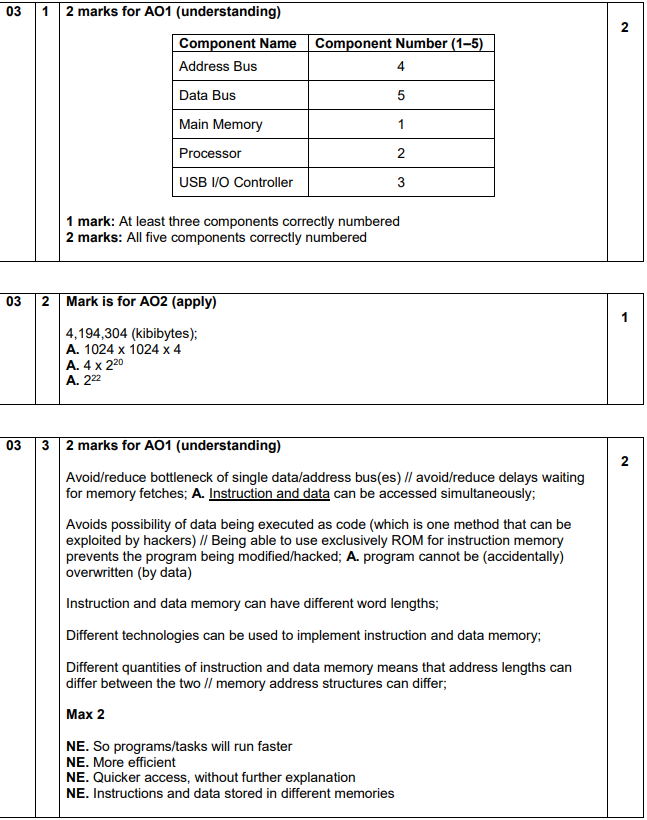 03 1 2 marks for AO1 (understanding) 2
Component Name Component Number (1–5)
Address Bus 4
Data Bus 5
Main Memory 1
Processor 2
USB I/O Controller 3
1 mark: At least three components correctly numbered
2 marks: All five components correctly numbered
03 2 Mark is for AO2 (apply) 1
4,194,304 (kibibytes);
A. 1024 x 1024 x 4
A. 4 x 2²⁰
A. 2²²
03 3 2 marks for AO1 (understanding) 2
Avoid/reduce bottleneck of single data/address bus(es) // avoid/reduce delays waiting
for memory fetches; A. Instruction and data can be accessed simultaneously;
Avoids possibility of data being executed as code (which is one method that can be
exploited by hackers) // Being able to use exclusively ROM for instruction memory
prevents the program being modified/hacked; A. program cannot be (accidentally)
overwritten (by data)
Instruction and data memory can have different word lengths;
Different technologies can be used to implement instruction and data memory;
Different quantities of instruction and data memory means that address lengths can
differ between the two // memory address structures can differ;
Max 2
NE. So programs/tasks will run faster
NE. More efficient
NE. Quicker access, without further explanation
NE. Instructions and data stored in different memories